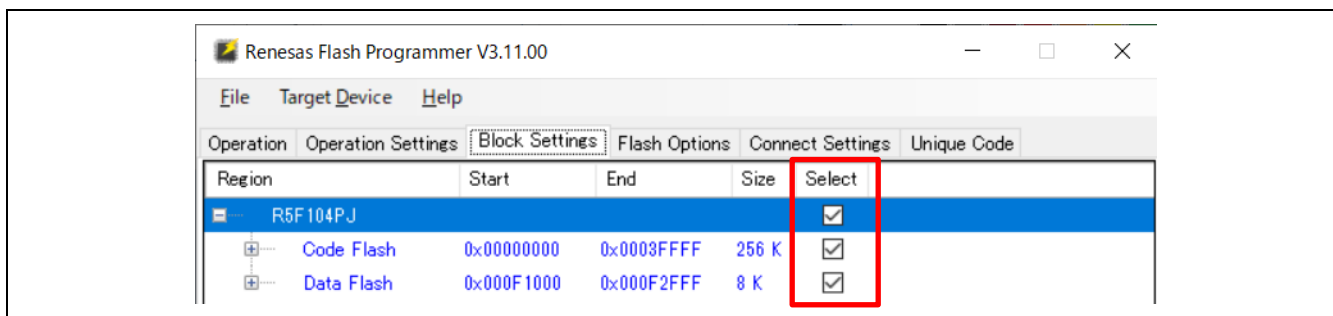 Renesas Flash Programmer V3.11.00
File Target Device Help
Operation Operation Settings Block Settings Flash Options Connect Settings Unique Code
Region Start End Size Select
R5F104PJ
Code Flash 0x00000000 0x0003FFFF 256 K
Data Flash 0x000F1000 0x000F2FFF 8 K